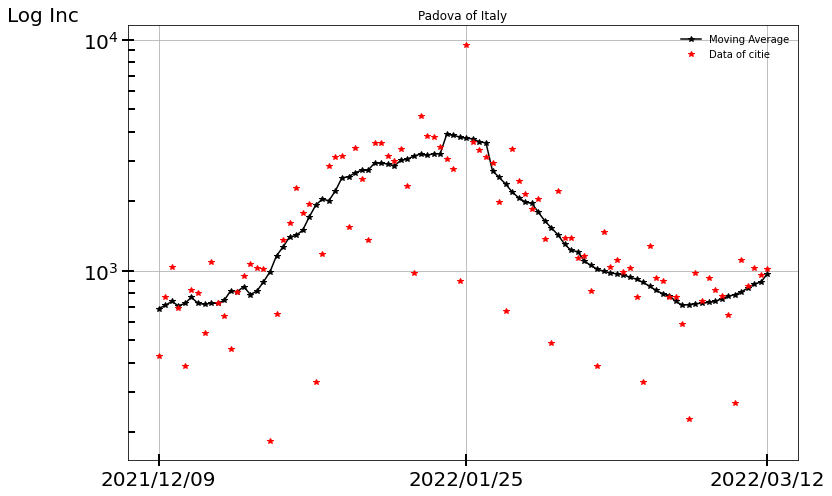 Log Inc
Padova of Italy
10^4
Moving Average
Data of citie
10^3
2021/12/09 2022/01/25 2022/03/12